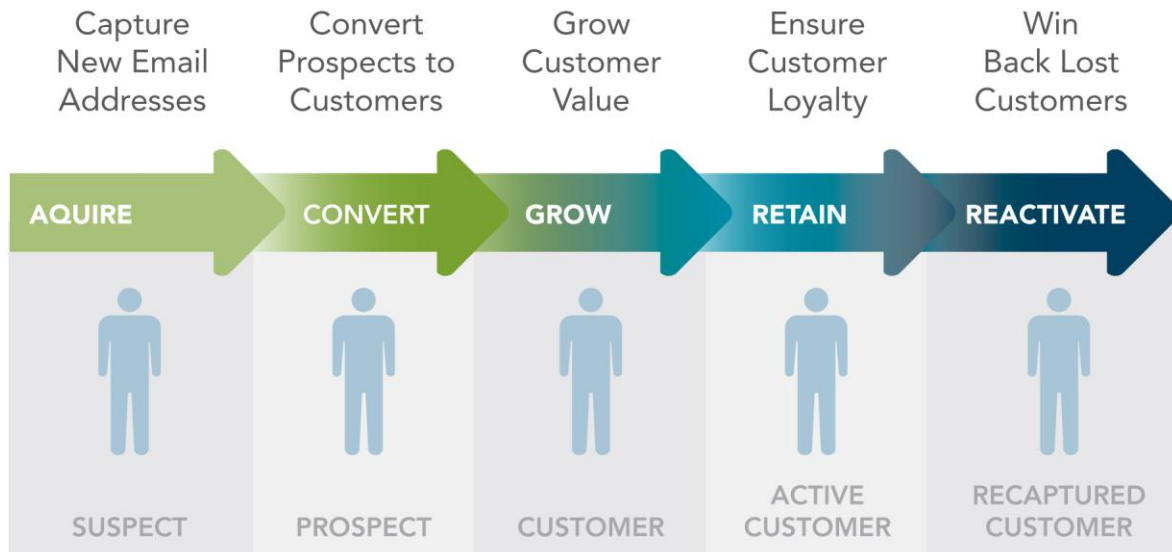 Capture
New Email
Addresses
Convert
Prospects to
Customers
Grow
Customer
Value
Ensure
Customer
Loyalty
Win
Back Lost
Customers
AQUIRE
CONVERT
GROW
RETAIN
REACTIVATE
SUSPECT
PROSPECT
CUSTOMER
ACTIVE
CUSTOMER
RECAPTURED
CUSTOMER